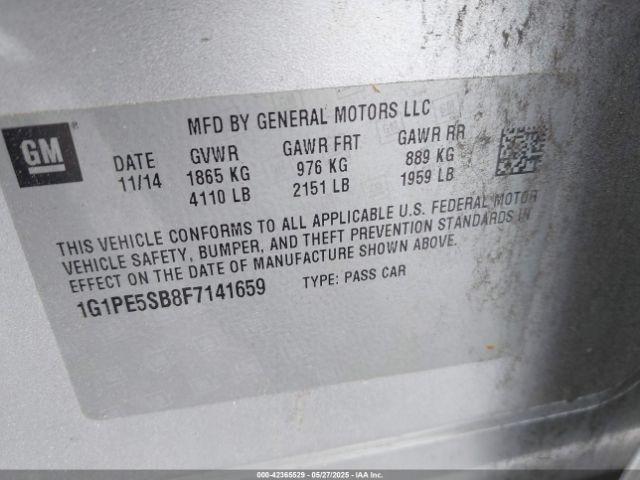 GM
MFD BY GENERAL MOTORS LLC
DATE GVWR GAWR FRT GAWR RR
11/14 1865 KG 976 KG 889 KG
4110 LB 2151 LB 1959 LB
THIS VEHICLE CONFORMS TO ALL APPLICABLE U.S. FEDERAL MOTOR
VEHICLE SAFETY, BUMPER, AND THEFT PREVENTION STANDARDS IN
EFFECT ON THE DATE OF MANUFACTURE SHOWN ABOVE.
1G1PE5SB8F7141659 TYPE: PASS CAR
000-42365529 - 05/27/2025 - IAAI.COM